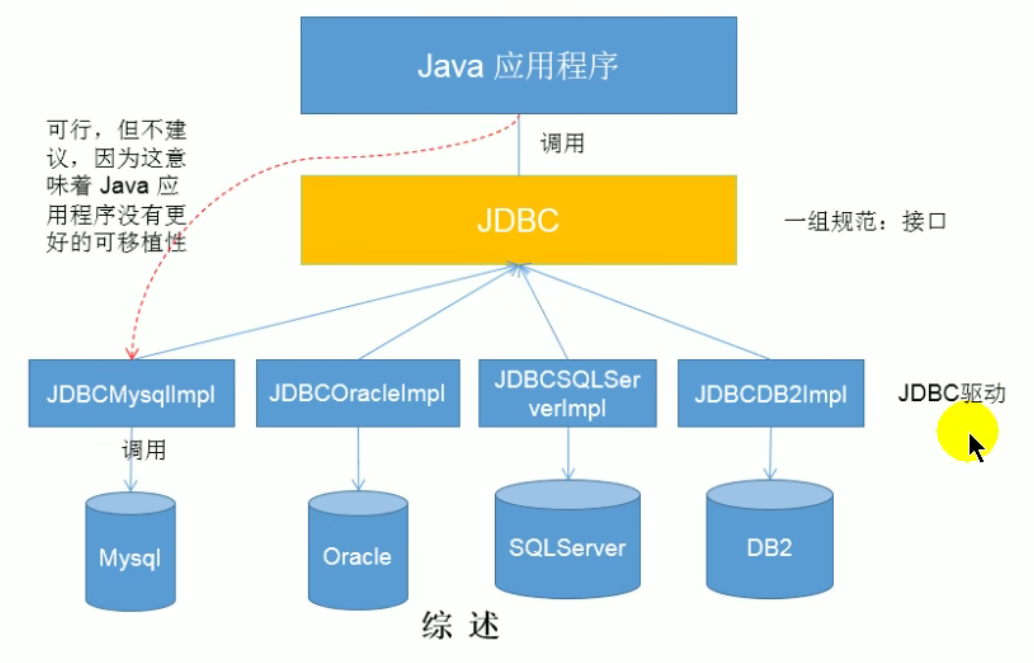 Java 应用程序
可行，但不建
议，因为这意
味着 Java 应
用程序没有更
好的可移植性
调用
JDBC
一组规范：接口
JDBCMysqlImpl
JDBCOracleImpl
JDBCSQLSer
verImpl
JDBCDB2Impl
JDBC驱动
调用
Mysql
Oracle
SQLServer
DB2
综 述